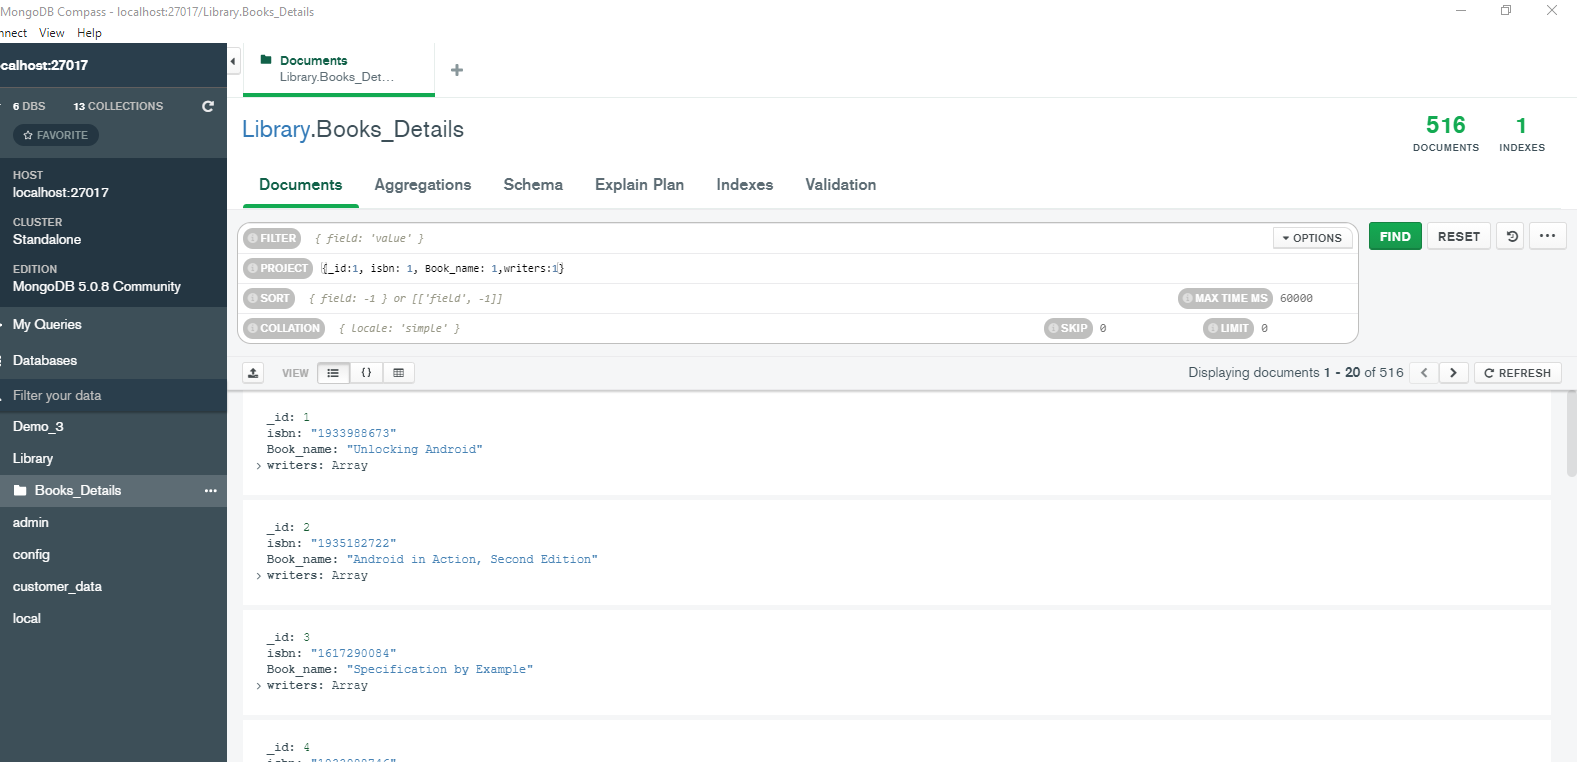 MongoDB Compass - localhost:27017/Library.Books_Details
nnect View Help
calhost:27017
6 DBS 13 COLLECTIONS
FAVORITE
HOST
localhost:27017
CLUSTER
Standalone
EDITION
MongoDB 5.0.8 Community
My Queries
Databases
Filter your data
Demo_3
Library
Books_Details
admin
config
customer_data
local
Documents
Library.Books_Det...
Library.Books_Details
516
DOCUMENTS
1
INDEXES
Documents Aggregations Schema Explain Plan Indexes Validation
FILTER { field: 'value' } OPTIONS FIND RESET
PROJECT {_id:1, isbn: 1, Book_name: 1,writers:1}
SORT { field: -1 } or [['field', -1]] MAX TIME MS 60000
COLLATION { locale: 'simple' } SKIP 0 LIMIT 0
VIEW {} Displaying documents 1 - 20 of 516 REFRESH
_id: 1
isbn: "1933988673"
Book_name: "Unlocking Android"
writers: Array
_id: 2
isbn: "1935182722"
Book_name: "Android in Action, Second Edition"
writers: Array
_id: 3
isbn: "1617290084"
Book_name: "Specification by Example"
writers: Array
_id: 4